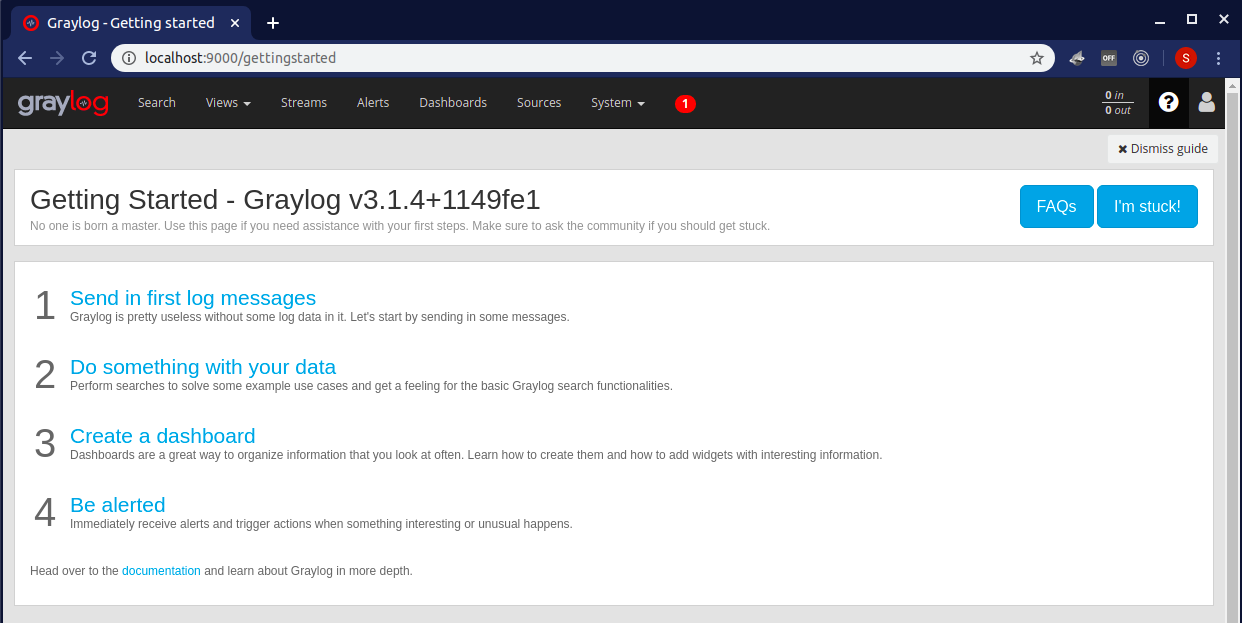 Graylog - Getting started
localhost:9000/gettingstarted
OFF
S
graylog
Search
Views
Streams
Alerts
Dashboards
Sources
System
1
0 in
0 out
?
Dismiss guide
Getting Started - Graylog v3.1.4+1149fe1
No one is born a master. Use this page if you need assistance with your first steps. Make sure to ask the community if you should get stuck.
FAQs
I'm stuck!
1
Send in first log messages
Graylog is pretty useless without some log data in it. Let's start by sending in some messages.
2
Do something with your data
Perform searches to solve some example use cases and get a feeling for the basic Graylog search functionalities.
3
Create a dashboard
Dashboards are a great way to organize information that you look at often. Learn how to create them and how to add widgets with interesting information.
4
Be alerted
Immediately receive alerts and trigger actions when something interesting or unusual happens.
Head over to the documentation and learn about Graylog in more depth.